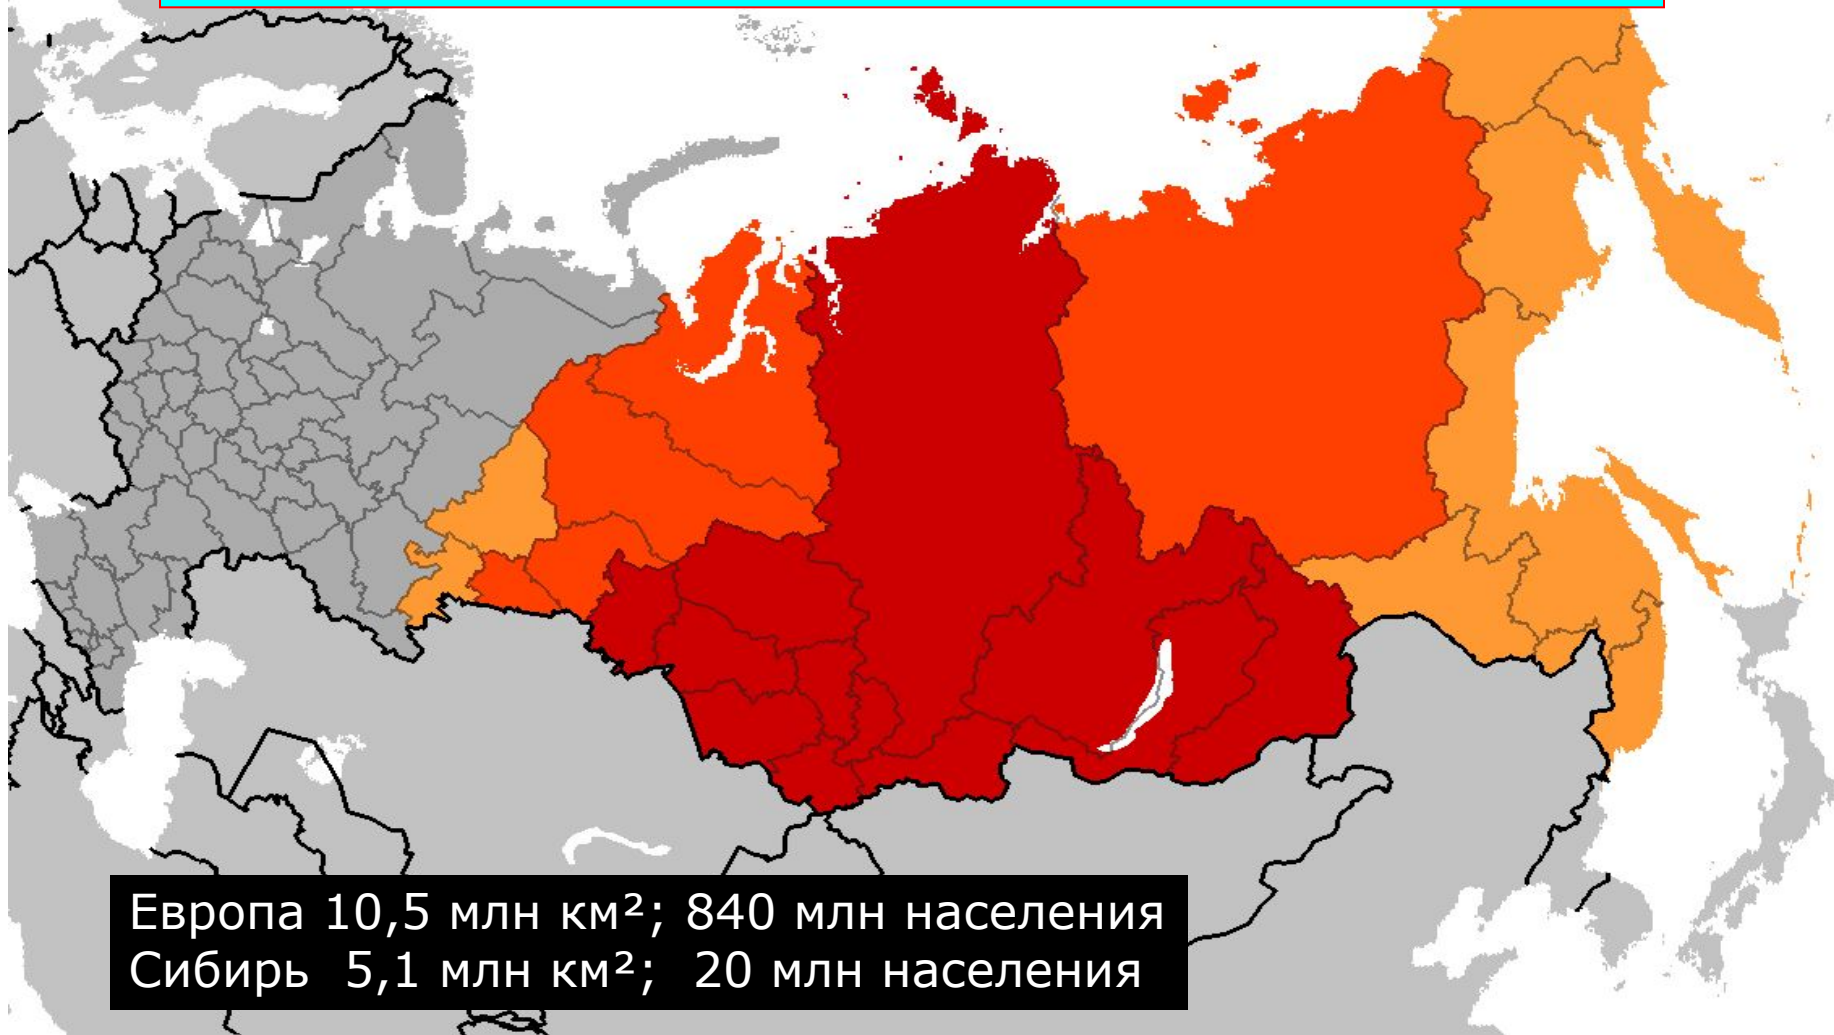 Европа 10,5 млн км²; 840 млн населения
Сибирь 5,1 млн км²; 20 млн населения